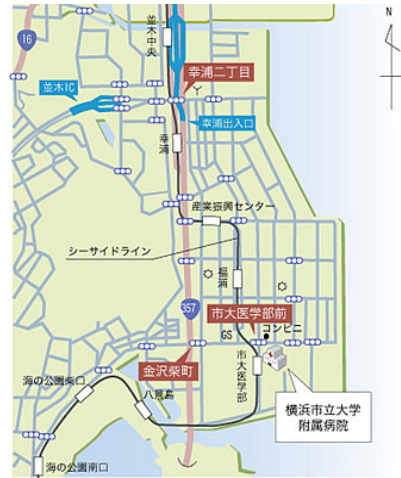 N
16
並木中央
幸浦二丁目
並木IC
幸浦出入口
幸浦
産業振興センター
シーサイドライン
福浦
357
市大医学部前
コンビニ
GS
金沢柴町
市大医学部
海の公園柴口
八景島
横浜市立大学
附属病院
海の公園南口